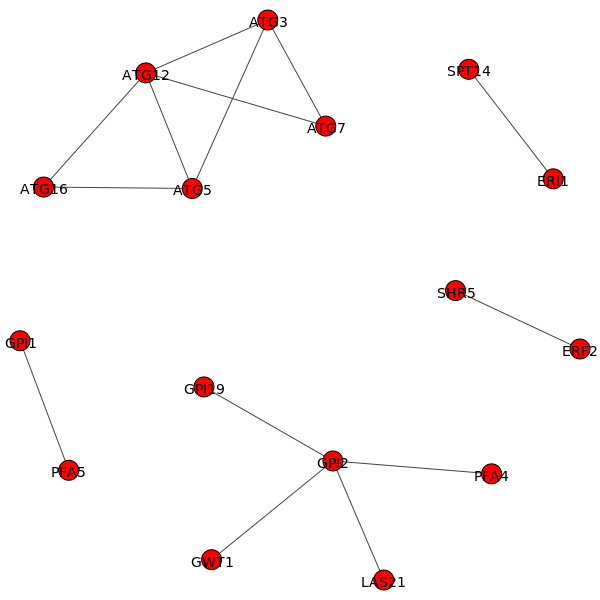 ATG3
ATG12
SPT14
ATG7
ERI1
ATG16
ATG5
SHR5
GPI1
ERF2
GPI19
GPI2
PFA5
PFA4
GWT1
LAS21